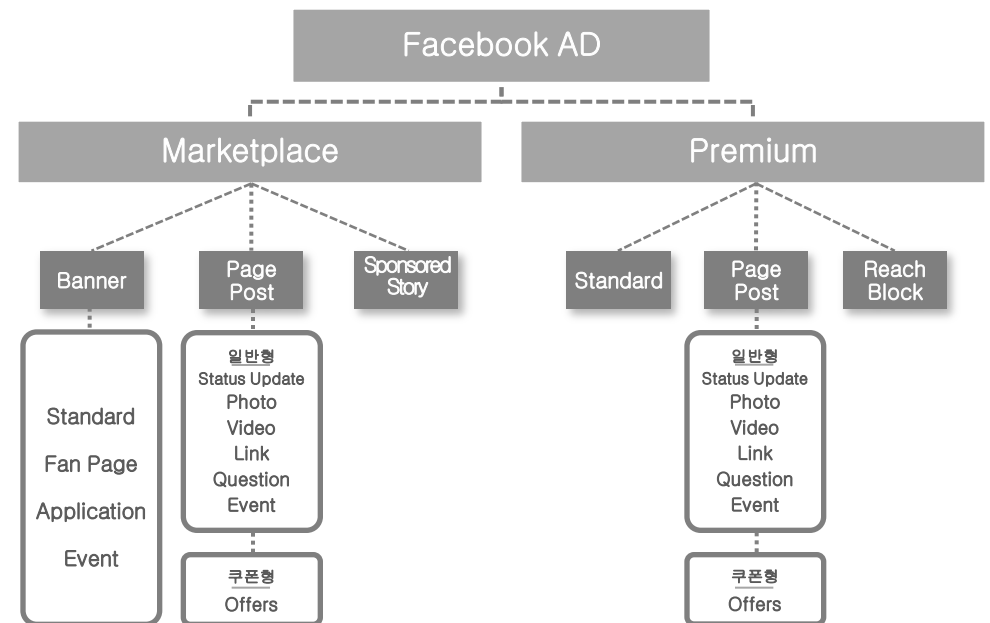 Facebook AD
Marketplace
Premium
Banner
Page
Post
Sponsored
Story
Standard
Page
Post
Reach
Block
Standard
Fan Page
Application
Event
일반형
Status Update
Photo
Video
Link
Question
Event
쿠폰형
Offers
일반형
Status Update
Photo
Video
Link
Question
Event
쿠폰형
Offers